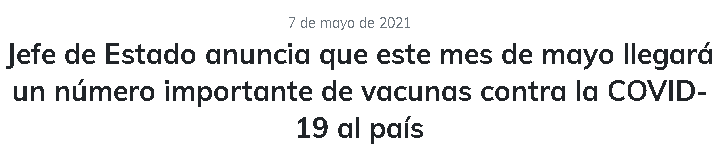 7 de mayo de 2021
Jefe de Estado anuncia que este mes de mayo llegará
un número importante de vacunas contra la COVID-
19 al país